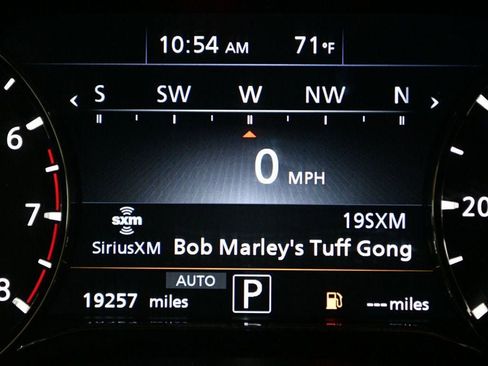 10:54 AM 71°F
S SW W NW N
6
0 MPH
7
20
sxm 19SXM
SiriusXM Bob Marley's Tuff Gong
AUTO
8
19257 miles P ---miles